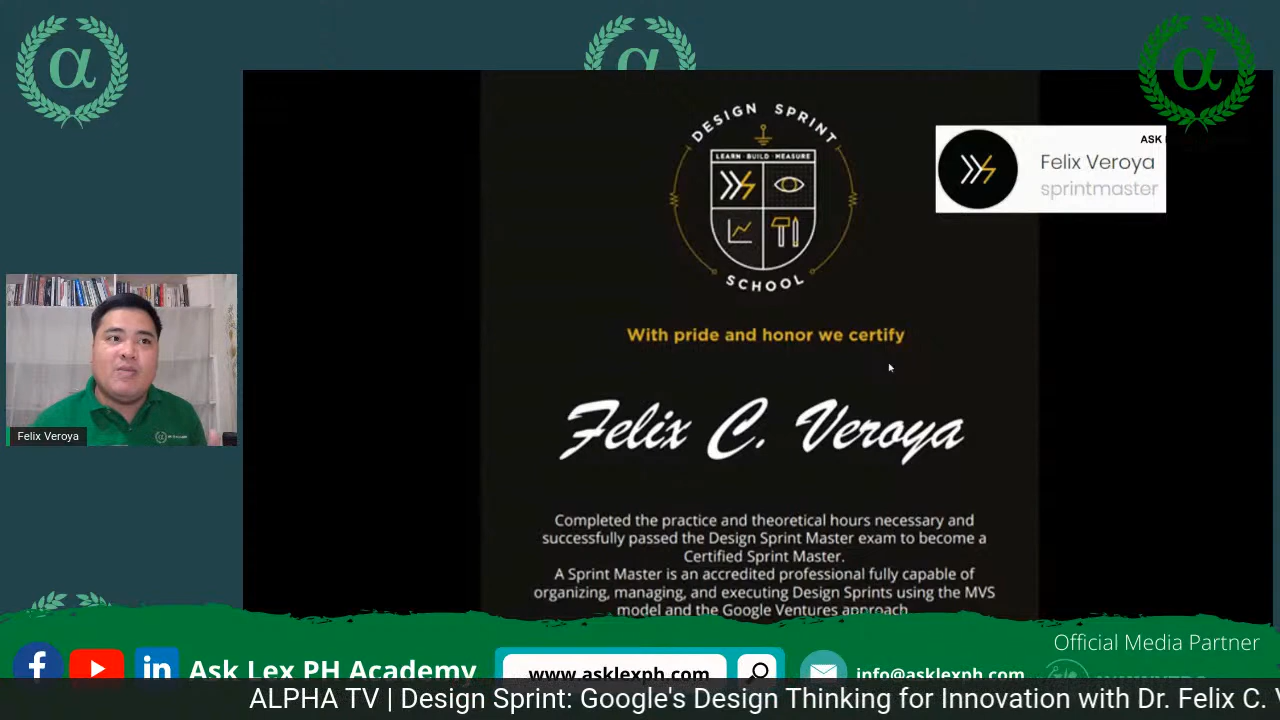 α
α
α
DESIGN SPRINT
LEARN · BUILD · MEASURE
SCHOOL
ASK
Felix Veroya
sprintmaster
With pride and honor we certify
Felix C. Veroya
Felix Veroya
Completed the practice and theoretical hours necessary and
successfully passed the Design Sprint Master exam to become a
Certified Sprint Master.
A Sprint Master is an accredited professional fully capable of
organizing, managing, and executing Design Sprints using the MVS
model and the Google Ventures approach
Official Media Partner
Ask Lex PH Academy
www.asklexph.com
info@asklexph.com
ALPHA TV | Design Sprint: Google's Design Thinking for Innovation with Dr. Felix C. V